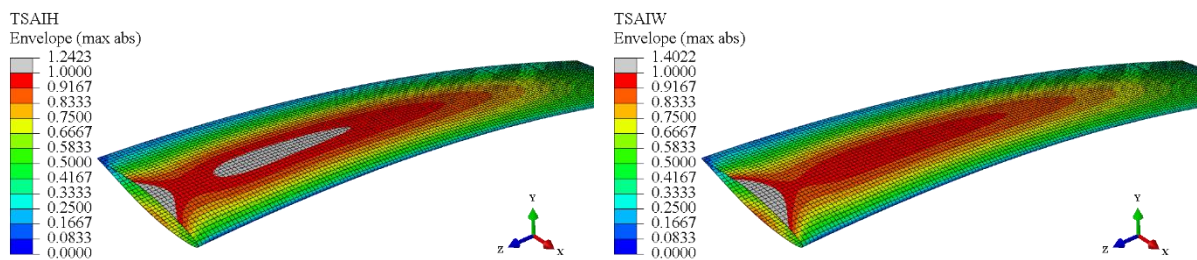 TSAIH
Envelope (max abs)
1.2423
1.0000
0.9167
0.8333
0.7500
0.6667
0.5833
0.5000
0.4167
0.3333
0.2500
0.1667
0.0833
0.0000
Y
Z
X
TSAIW
Envelope (max abs)
1.4022
1.0000
0.9167
0.8333
0.7500
0.6667
0.5833
0.5000
0.4167
0.3333
0.2500
0.1667
0.0833
0.0000
Y
Z
X